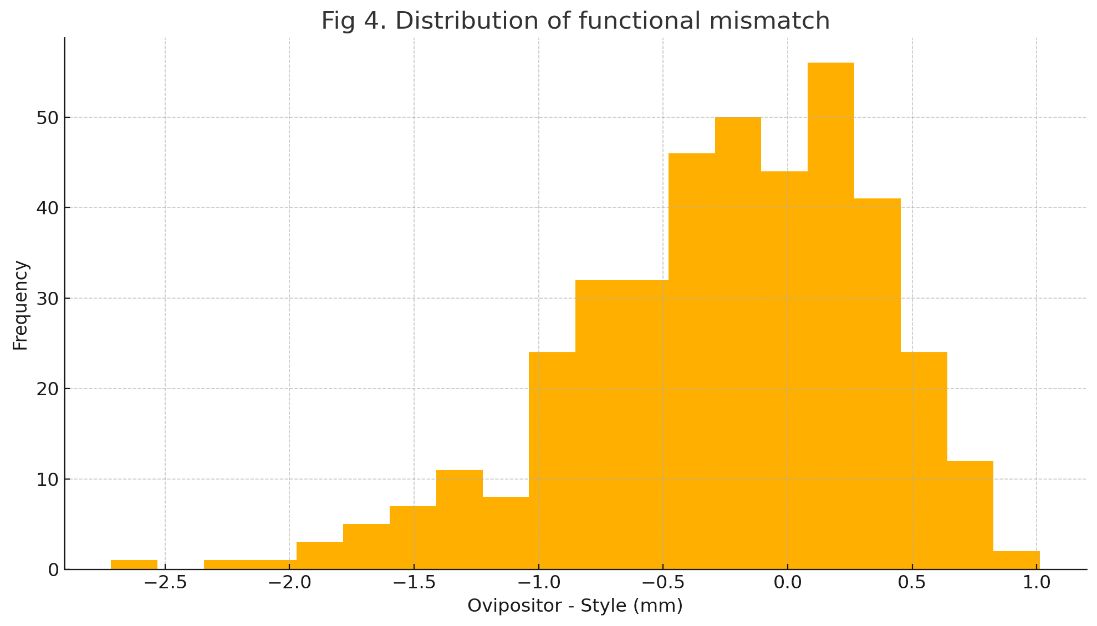 Fig 4. Distribution of functional mismatch
50
40
30
20
10
0
Frequency
−2.5 −2.0 −1.5 −1.0 −0.5 0.0 0.5 1.0
Ovipositor - Style (mm)